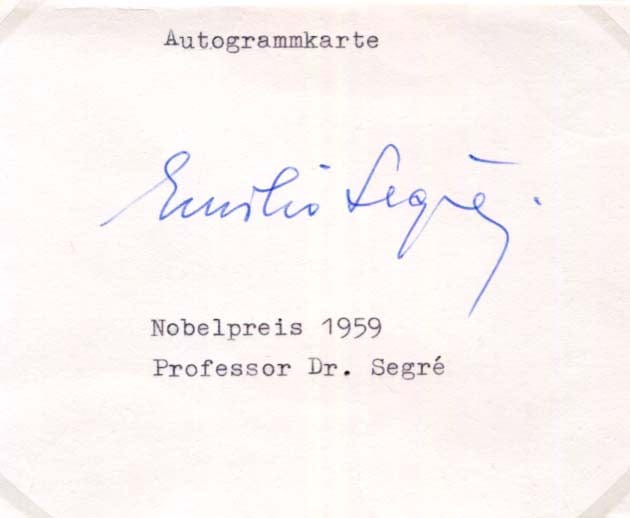 Autogrammkarte
Emilio Segrè.
Nobelpreis 1959
Professor Dr. Segré